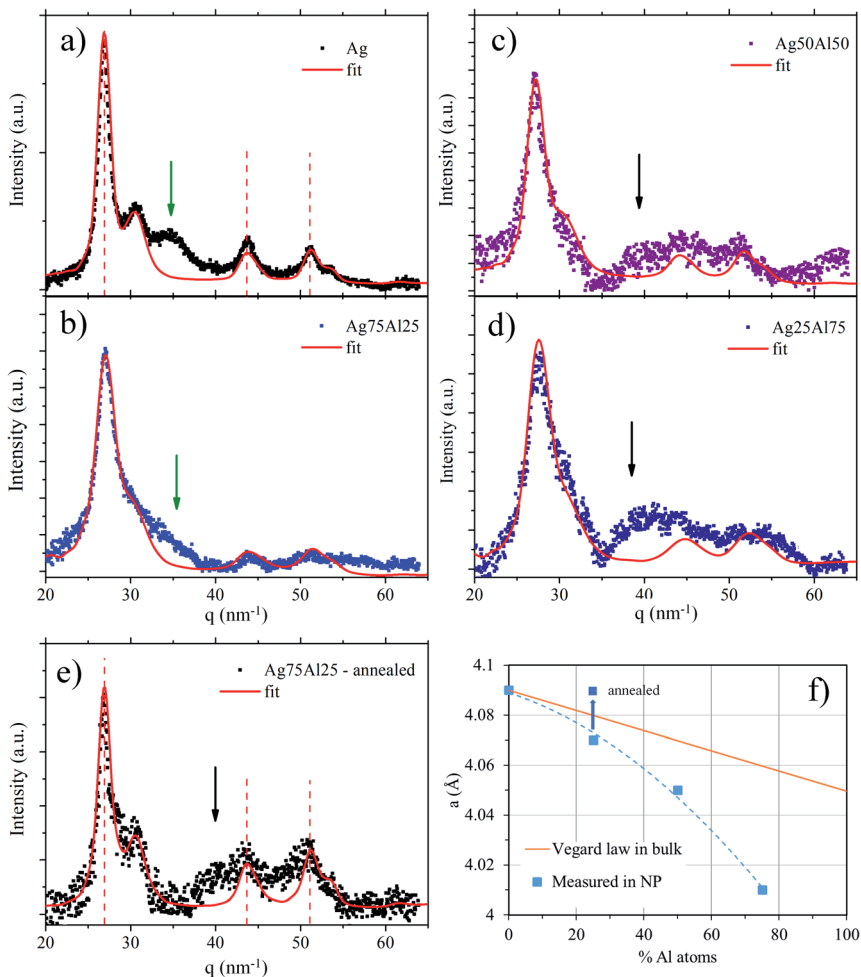 a)
Ag
fit
Intensity (a.u.)
20 30 40 50 60
c)
Ag50Al50
fit
Intensity (a.u.)
b)
Ag75Al25
fit
Intensity (a.u.)
20 30 40 50 60
q (nm⁻¹)
d)
Ag25Al75
fit
Intensity (a.u.)
20 30 40 50 60
q (nm⁻¹)
e)
Ag75Al25 - annealed
fit
Intensity (a.u.)
20 30 40 50 60
q (nm⁻¹)
f)
annealed
Vegard law in bulk
Measured in NP
a (Å)
4.1
4.080
4.06
4.04
4.02
4
0 20 40 60 80 100
% Al atoms